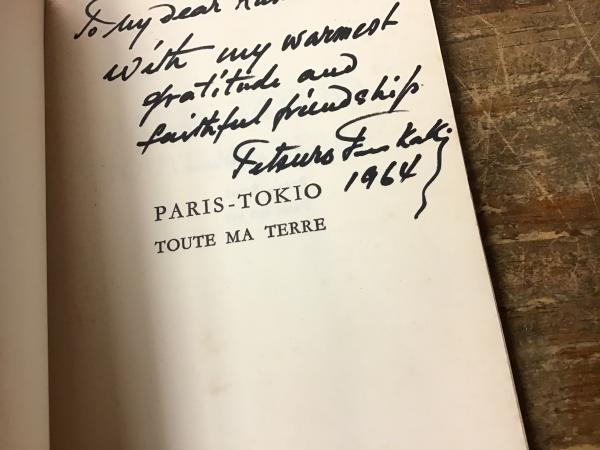 To my dear
with my warmest
gratitude and
faithful friendship
Tetsuro Furukaki
1964
PARIS-TOKIO
TOUTE MA TERRE